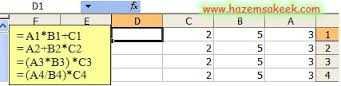 D1
fx
www.hazemsakeek.com
F E D C B A
= A1*B1+C1
= A2+B2*C2
= (A3*B3) *C3
= (A4/B4)*C4
2 5 3 1
2 5 3 2
2 5 3 3
2 5 3 4